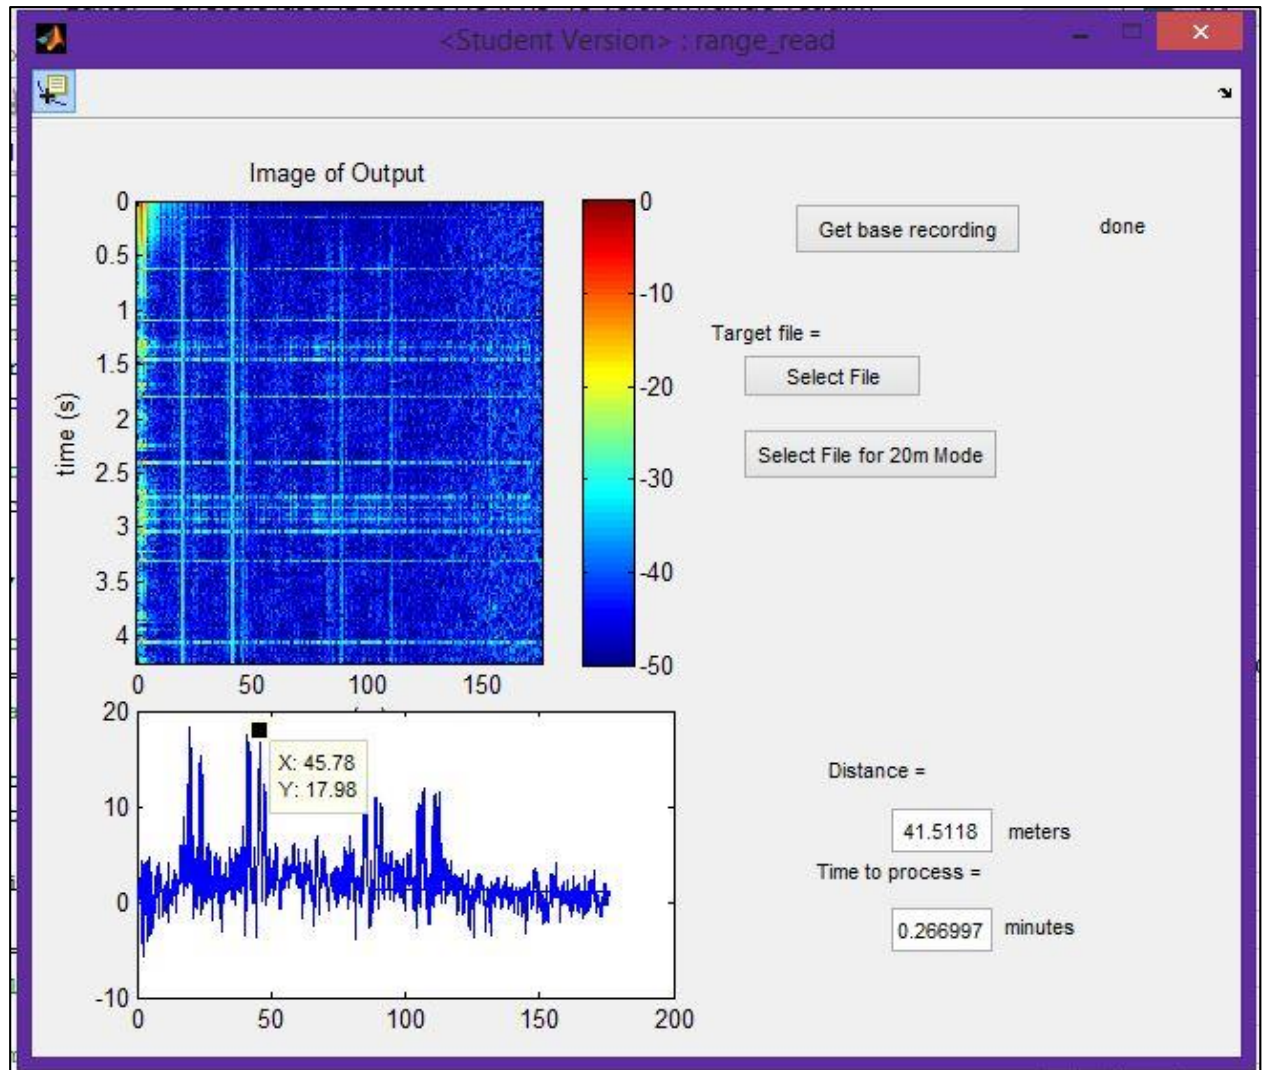 <Student Version> : range_read
Image of Output
0
0.5
1
1.5
2
2.5
3
3.5
4
time (s)
0
50
100
150
0
-10
-20
-30
-40
-50
Get base recording
done
Target file =
Select File
Select File for 20m Mode
20
10
0
-10
0
50
100
150
200
X: 45.78
Y: 17.98
Distance =
41.5118 meters
Time to process =
0.266997 minutes